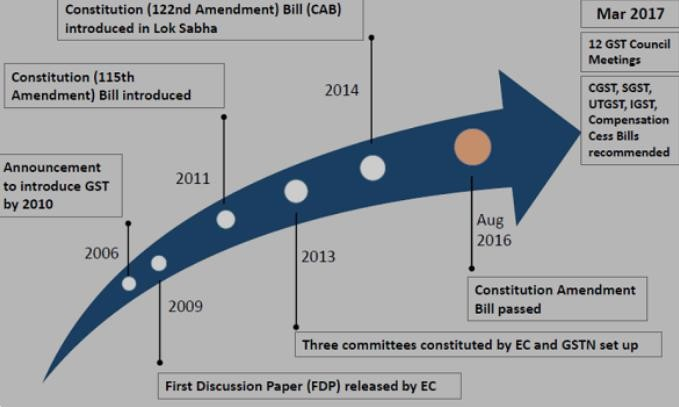 Constitution (122nd Amendment) Bill (CAB)
introduced in Lok Sabha
Mar 2017
12 GST Council
Meetings
CGST, SGST,
UTGST, IGST,
Compensation
Cess Bills
recommended
Constitution (115th
Amendment) Bill introduced
2014
Announcement
to introduce GST
by 2010
2011
2006
2013
Aug
2016
2009
Constitution Amendment
Bill passed
Three committees constituted by EC and GSTN set up
First Discussion Paper (FDP) released by EC